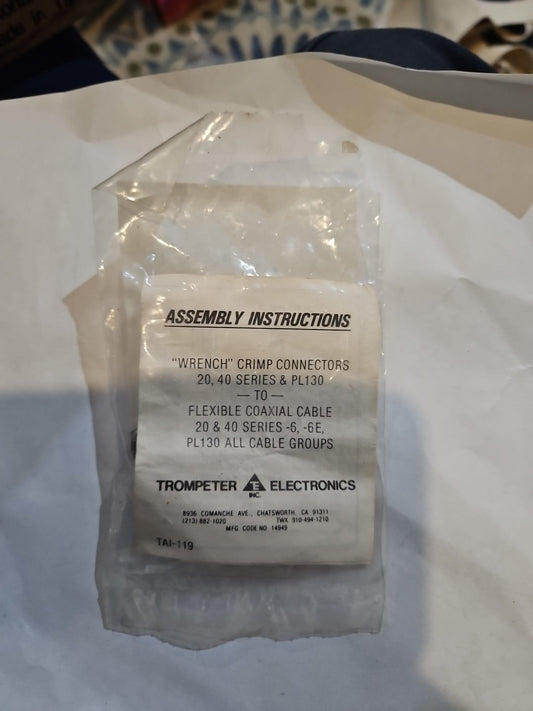 ASSEMBLY INSTRUCTIONS
"WRENCH" CRIMP CONNECTORS
20, 40 SERIES & PL130
— TO —
FLEXIBLE COAXIAL CABLE
20 & 40 SERIES -6, -6E,
PL130 ALL CABLE GROUPS
TROMPETER E ELECTRONICS
INC.
8936 COMANCHE AVE., CHATSWORTH, CA 91311
(213) 882-1020 TWX 910-494-1210
MFG. CODE NO. 14949
TAI-119